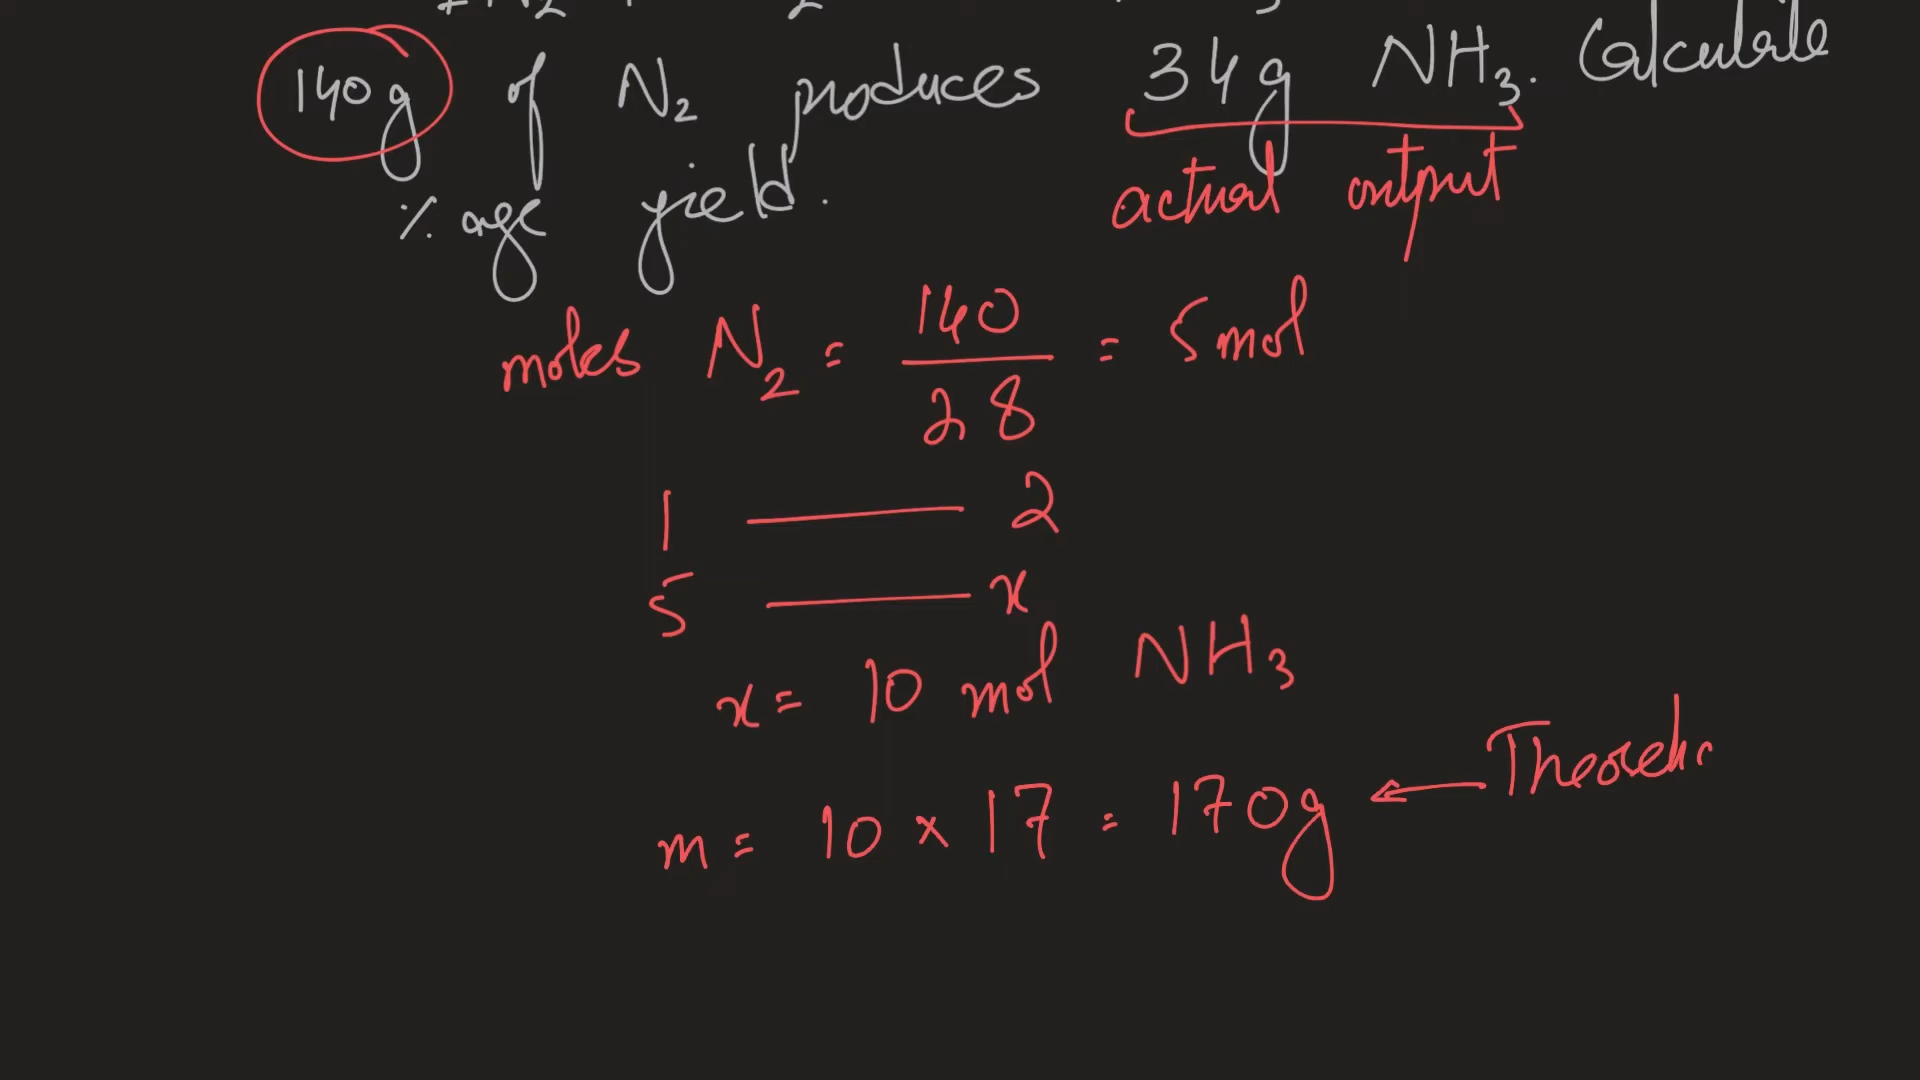 140g of N2 produces 34g NH3. Calculate
% age yield. actual output
moles N2 = 140/28 = 5 mol
1 — 2
5 — x
x = 10 mol NH3
m = 10 x 17 = 170g ← Theoretic